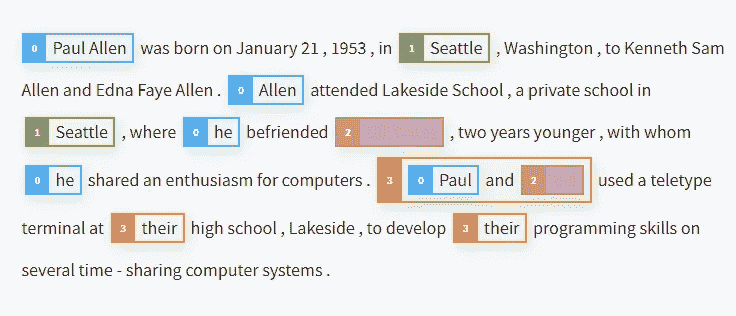 0 Paul Allen was born on January 21 , 1953 , in 1 Seattle , Washington , to Kenneth Sam
Allen and Edna Faye Allen . 0 Allen attended Lakeside School , a private school in
1 Seattle , where 0 he befriended 2 , two years younger , with whom
0 he shared an enthusiasm for computers . 3 0 Paul and 2 used a teletype
terminal at 3 their high school , Lakeside , to develop 3 their programming skills on
several time - sharing computer systems .